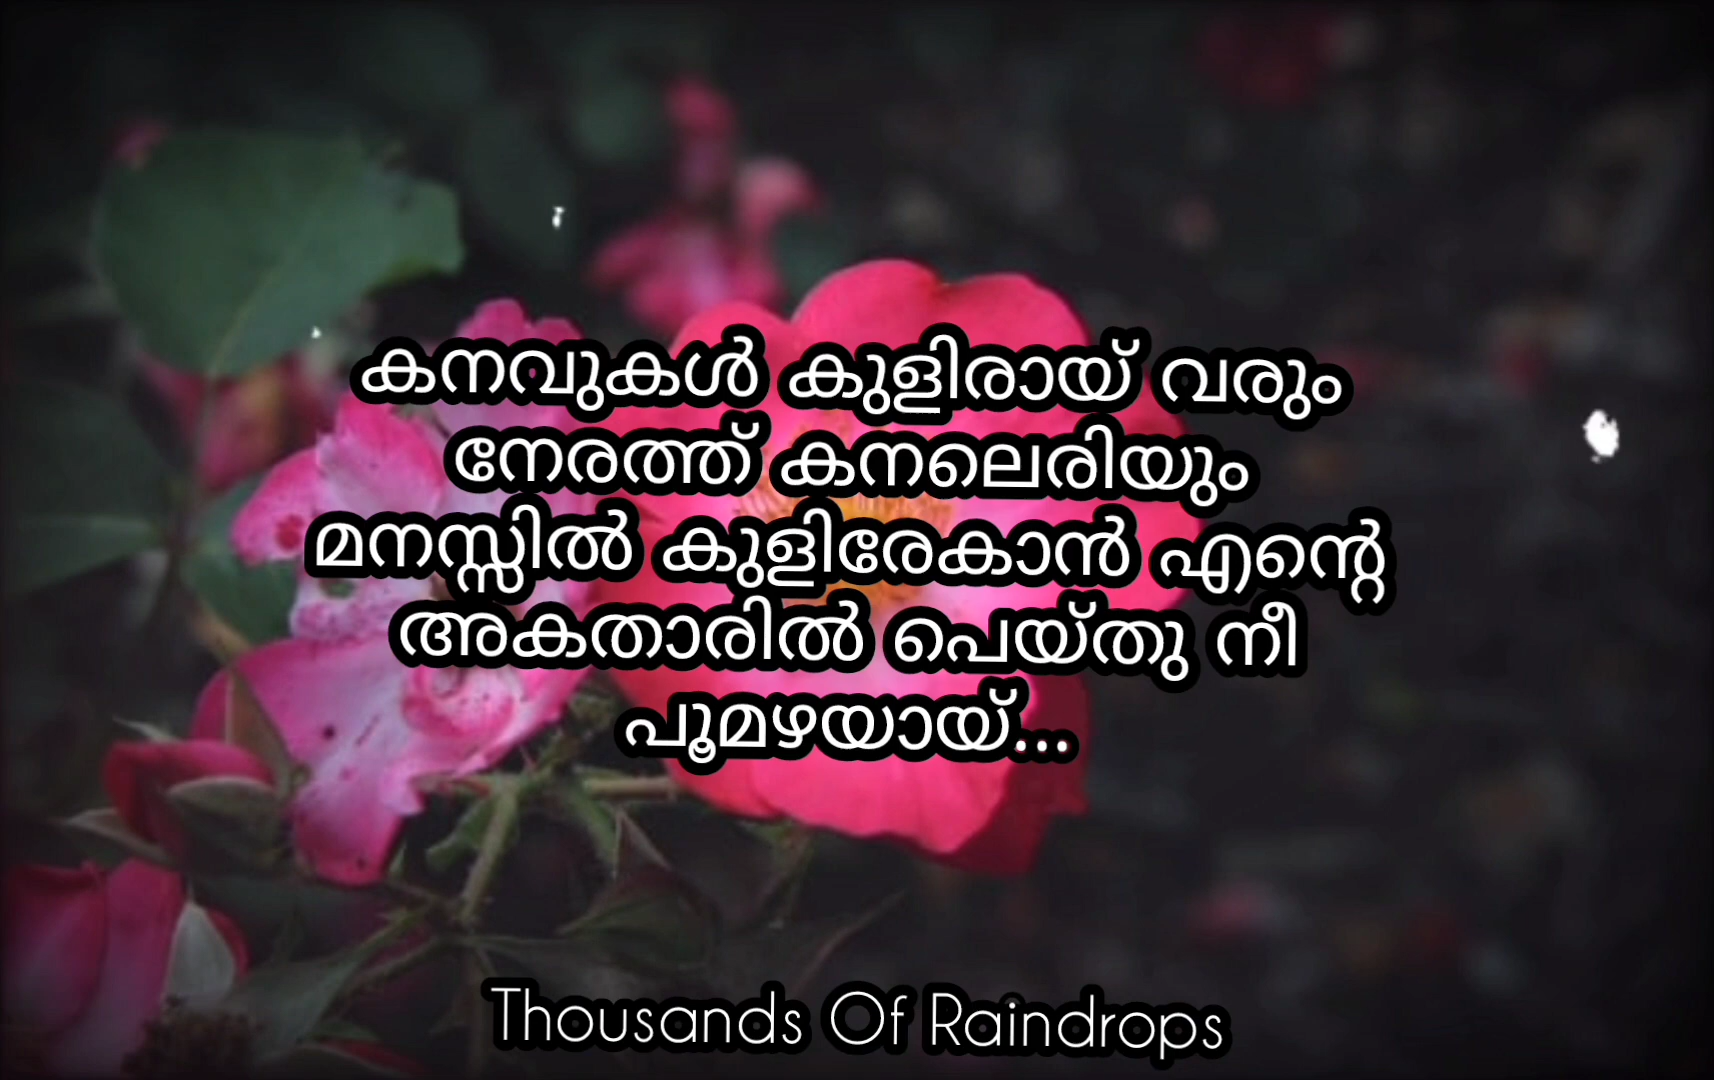 കനവുകൾ കുളിരായ് വരും
നേരത്ത് കനലെരിയും
മനസ്സിൽ കുളിരേകാൻ എന്റെ
അകതാരിൽ പെയ്തു നീ
പൂമഴയായ്...
Thousands Of Raindrops